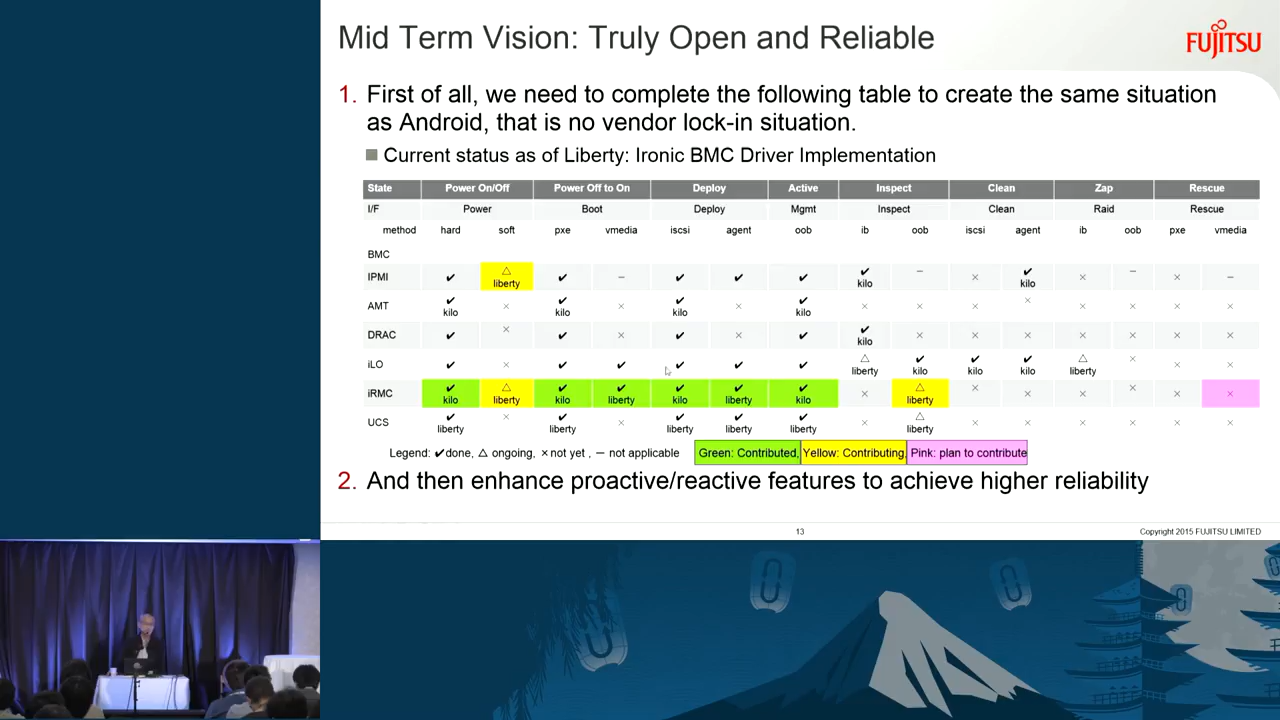 Mid Term Vision: Truly Open and Reliable
FUJITSU
1. First of all, we need to complete the following table to create the same situation
as Android, that is no vendor lock-in situation.
Current status as of Liberty: Ironic BMC Driver Implementation
State Power On/Off Power Off to On Deploy Active Inspect Clean Zap Rescue
I/F Power Boot Deploy Mgmt Inspect Clean Raid Rescue
method hard soft pxe vmedia iscsi agent oob ib oob iscsi agent ib oob pxe vmedia
BMC
IPMI ✔ △ liberty ✔ – ✔ ✔ ✔ ✔ kilo – × ✔ kilo × – × –
AMT ✔ kilo × ✔ kilo × ✔ kilo × ✔ kilo × × × × × × × ×
DRAC ✔ × ✔ × ✔ × ✔ ✔ kilo × × × × × × ×
iLO ✔ × ✔ ✔ ✔ ✔ ✔ △ liberty ✔ kilo ✔ kilo ✔ kilo △ liberty × × ×
iRMC ✔ kilo △ liberty ✔ kilo ✔ liberty ✔ kilo ✔ liberty ✔ kilo × △ liberty × × × × × ×
UCS ✔ liberty × ✔ liberty × ✔ liberty ✔ liberty ✔ liberty × △ liberty × × × × × ×
Legend: ✔done, △ ongoing, ×not yet , – not applicable Green: Contributed, Yellow: Contributing, Pink: plan to contribute
2. And then enhance proactive/reactive features to achieve higher reliability
13
Copyright 2015 FUJITSU LIMITED